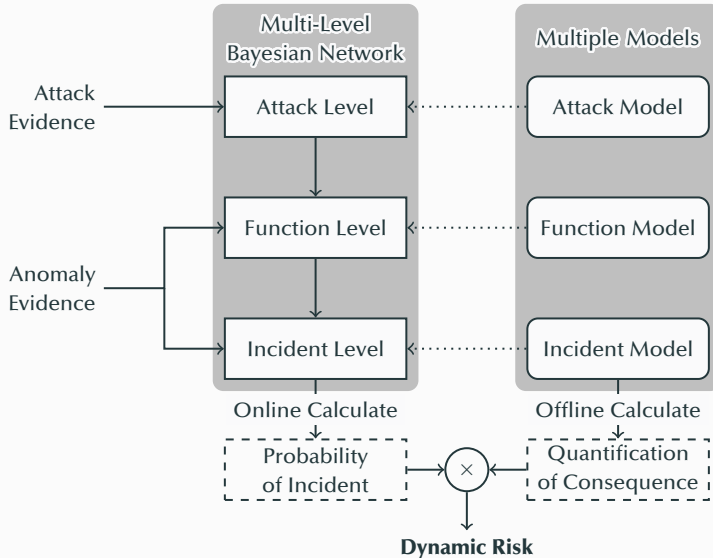 Multi-Level
Bayesian Network
Multiple Models
Attack
Evidence
Attack Level
Attack Model
Function Level
Function Model
Anomaly
Evidence
Incident Level
Incident Model
Online Calculate
Offline Calculate
Probability
of Incident
×
Quantification
of Consequence
Dynamic Risk